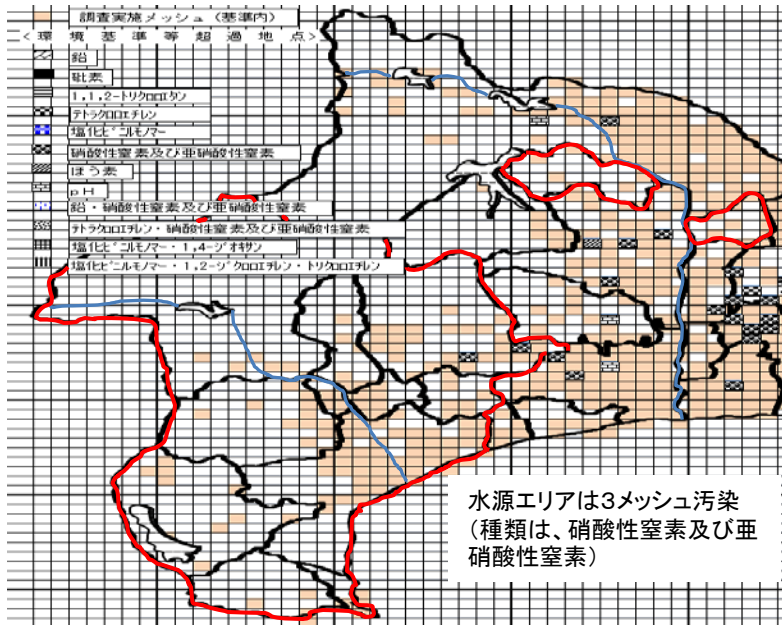 調査実施メッシュ(基準内)
<環境基準等超過地点>
鉛
砒素
1,1,2-トリクロロエタン
テトラクロロエチレン
塩化ビニルモノマー
硝酸性窒素及び亜硝酸性窒素
ほう素
pH
鉛・硝酸性窒素及び亜硝酸性窒素
テトラクロロエチレン・硝酸性窒素及び亜硝酸性窒素
塩化ビニルモノマー・1,4-ジオキサン
塩化ビニルモノマー・1,2-ジクロロエチレン・トリクロロエチレン
水源エリアは3メッシュ汚染
(種類は、硝酸性窒素及び亜
硝酸性窒素)